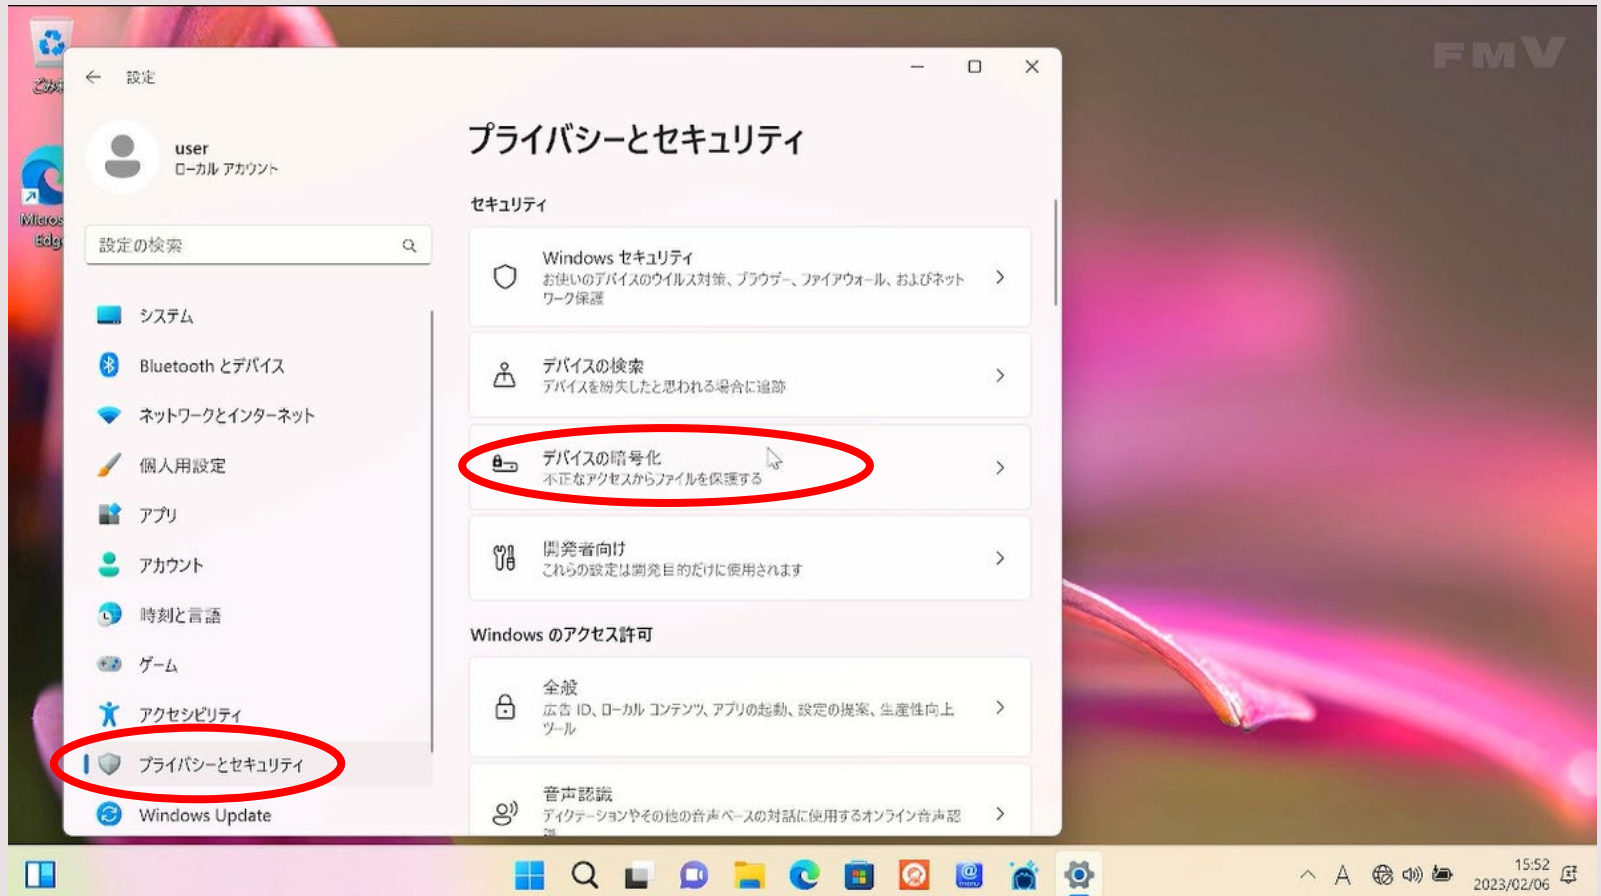 ごみ
Micros
Edg
FMV
設定
user
ローカル アカウント
設定の検索
システム
Bluetooth とデバイス
ネットワークとインターネット
個人用設定
アプリ
アカウント
時刻と言語
ゲーム
アクセシビリティ
プライバシーとセキュリティ
Windows Update
プライバシーとセキュリティ
セキュリティ
Windows セキュリティ
お使いのデバイスのウイルス対策、ブラウザー、ファイアウォール、およびネット
ワーク保護
デバイスの検索
デバイスを紛失したと思われる場合に追跡
デバイスの暗号化
不正なアクセスからファイルを保護する
開発者向け
これらの設定は開発目的だけに使用されます
Windows のアクセス許可
全般
広告 ID、ローカル コンテンツ、アプリの起動、設定の提案、生産性向上
ツール
音声認識
ディクテーションやその他の音声ベースの対話に使用するオンライン音声認
@
menu
A
15:52
2023/02/06